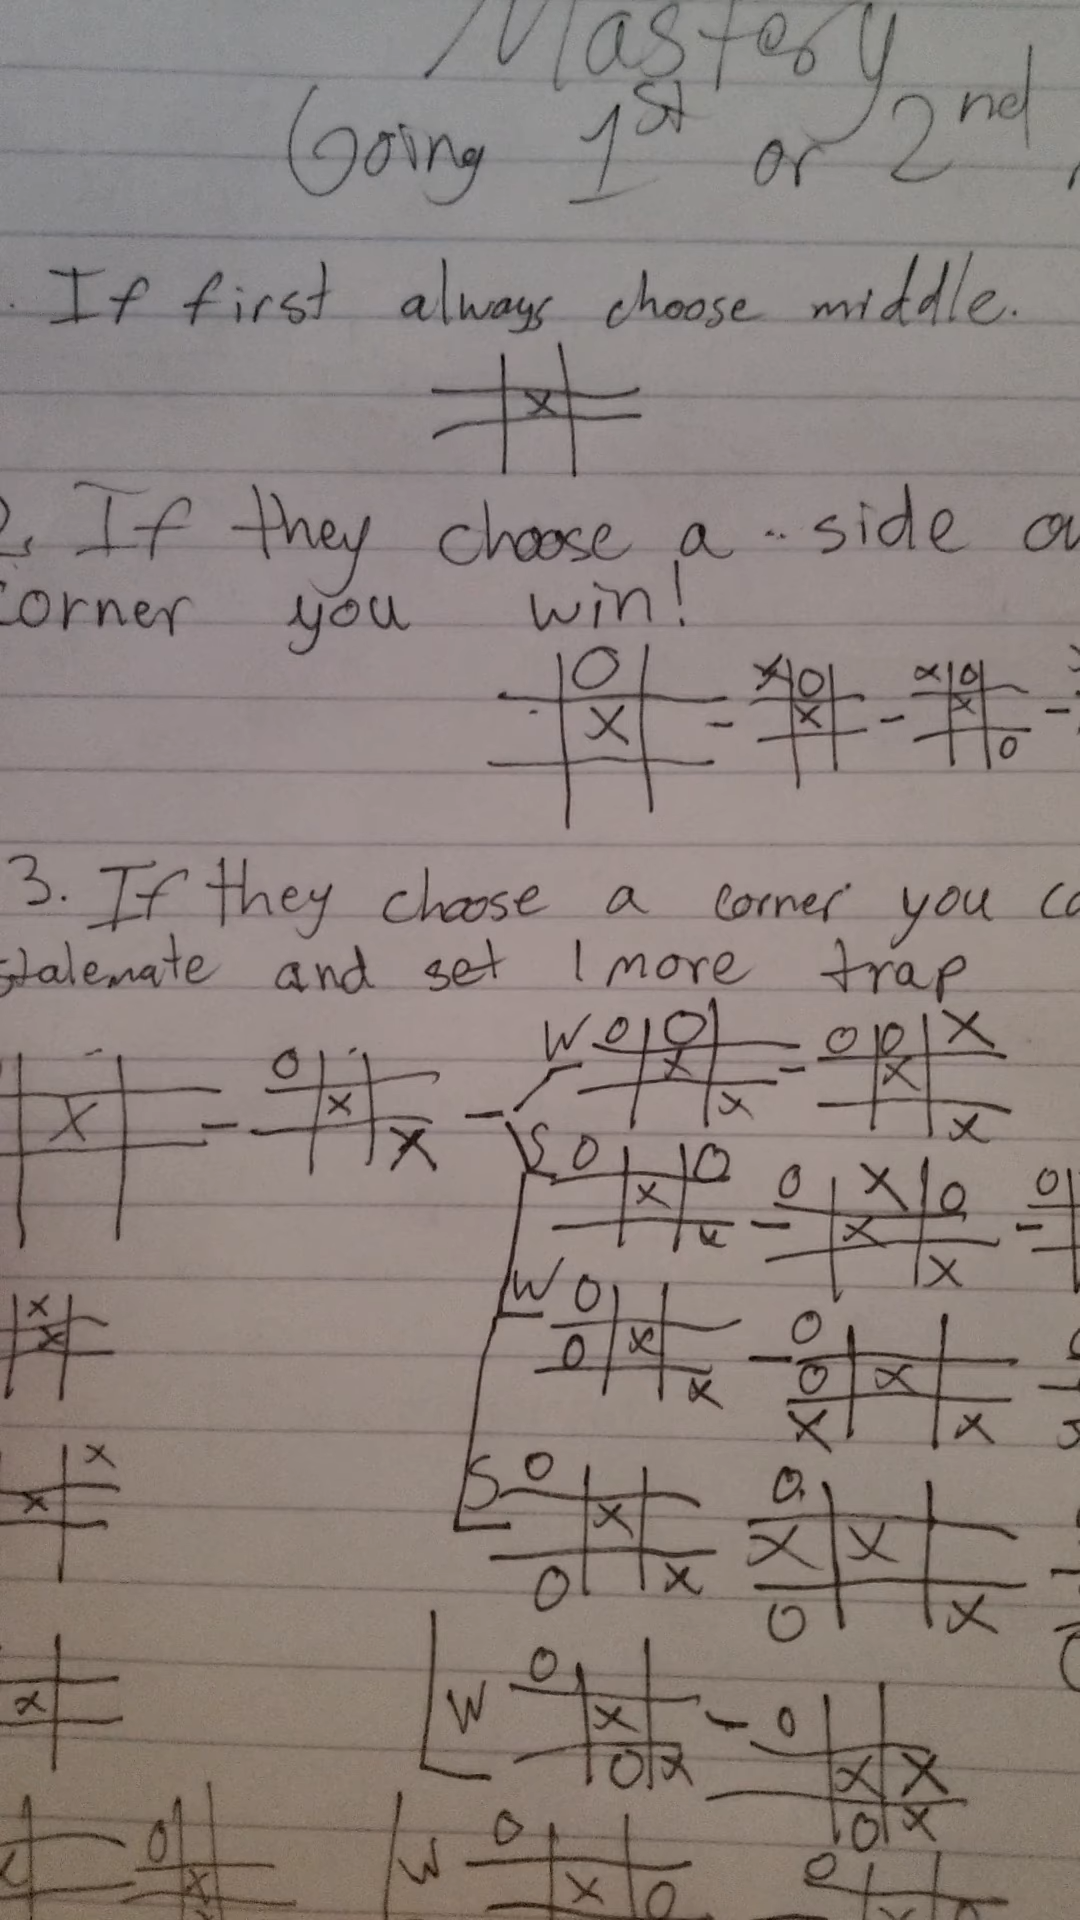 Mastery
Going 1st or 2nd
If first always choose middle.
x
2. If they choose a .. side
corner you win!
O X O O
X - X - X -
O
3. If they choose a corner you
stalemate and set 1 more trap
W O O O O X
O X - X
X - X - X X
X S O O O X O O
X - X -
x X
X W O O
X O X - O X
X X X
X S O O
X X X X
O X O X
O
X W X - O
O X X X
O X
O W O O
X X X O